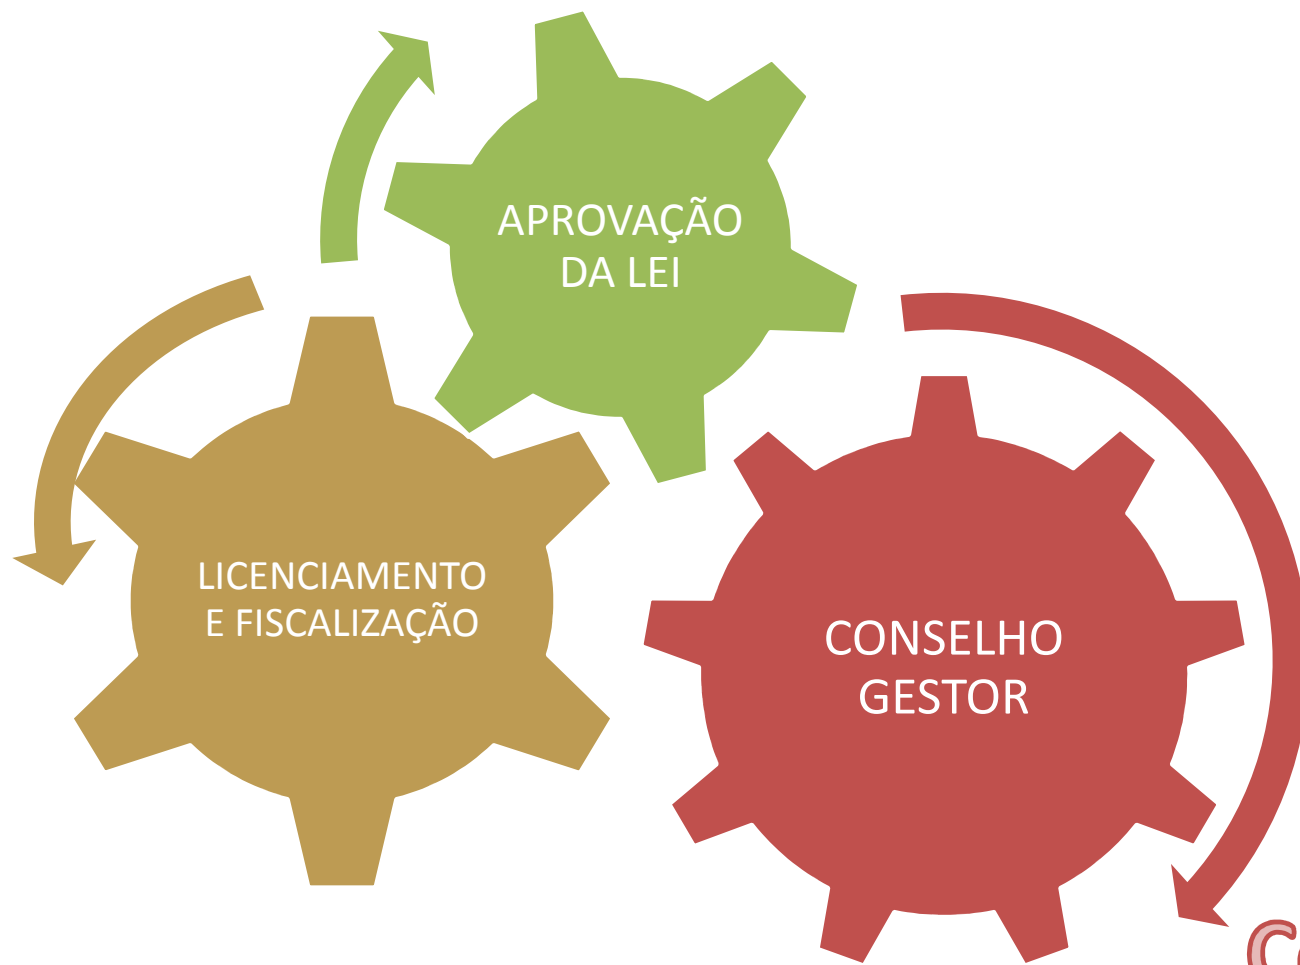 APROVAÇÃO
DA LEI
LICENCIAMENTO
E FISCALIZAÇÃO
CONSELHO
GESTOR